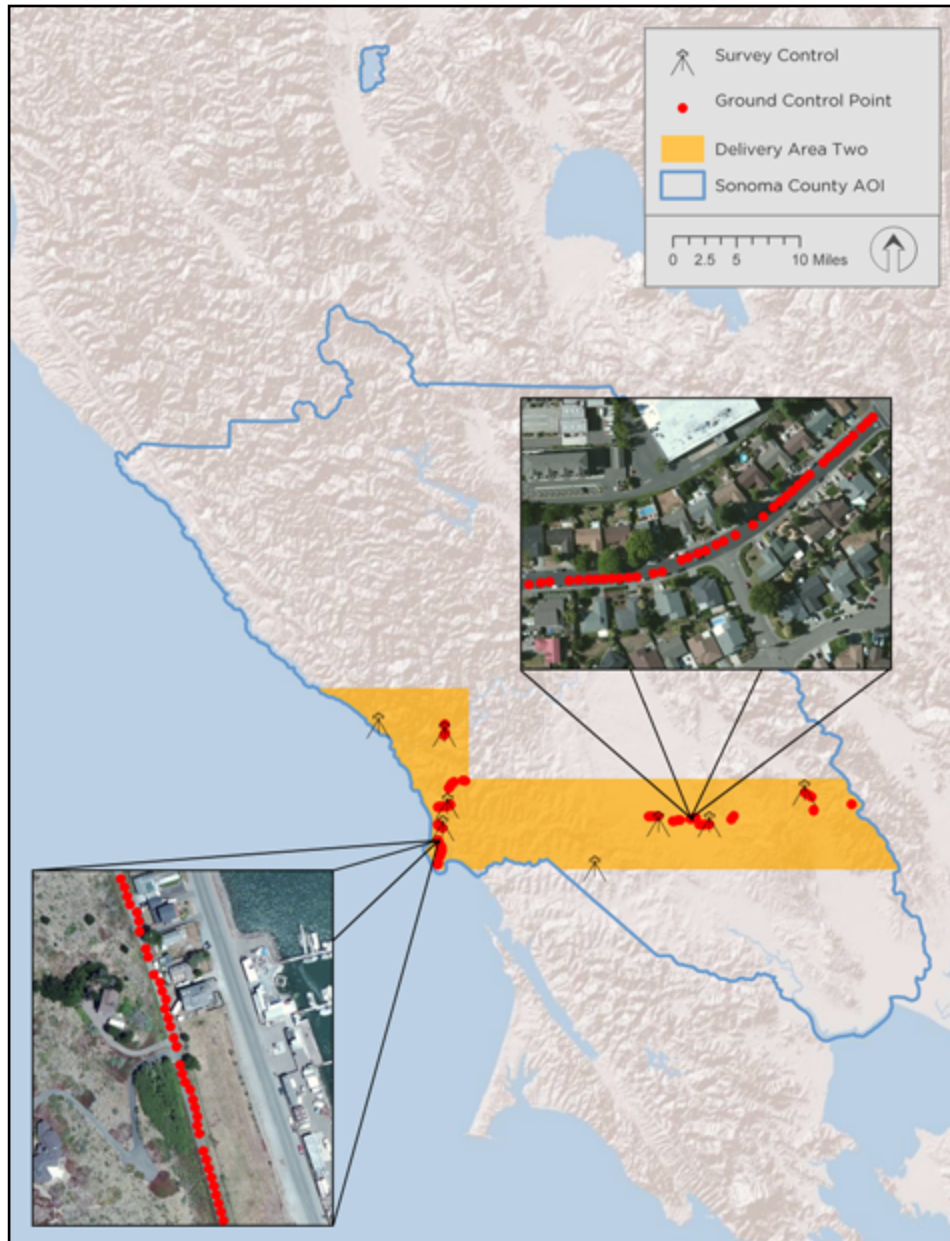 Survey Control
Ground Control Point
Delivery Area Two
Sonoma County AOI
0 2.5 5 10 Miles